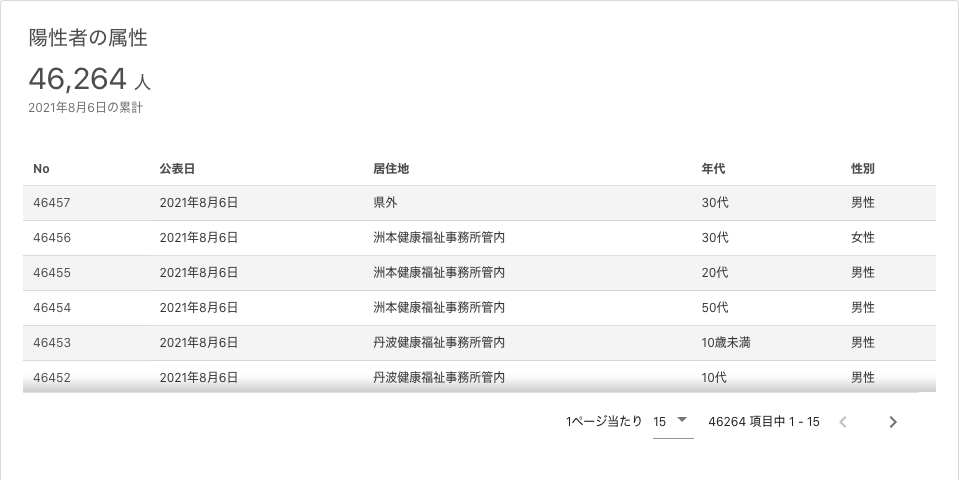 陽性者の属性
46,264 人
2021年8月6日の累計
No 公表日 居住地 年代 性別
46457 2021年8月6日 県外 30代 男性
46456 2021年8月6日 洲本健康福祉事務所管内 30代 女性
46455 2021年8月6日 洲本健康福祉事務所管内 20代 男性
46454 2021年8月6日 洲本健康福祉事務所管内 50代 男性
46453 2021年8月6日 丹波健康福祉事務所管内 10歳未満 男性
46452 2021年8月6日 丹波健康福祉事務所管内 10代 男性
1ページ当たり 15 46264 項目中 1 - 15